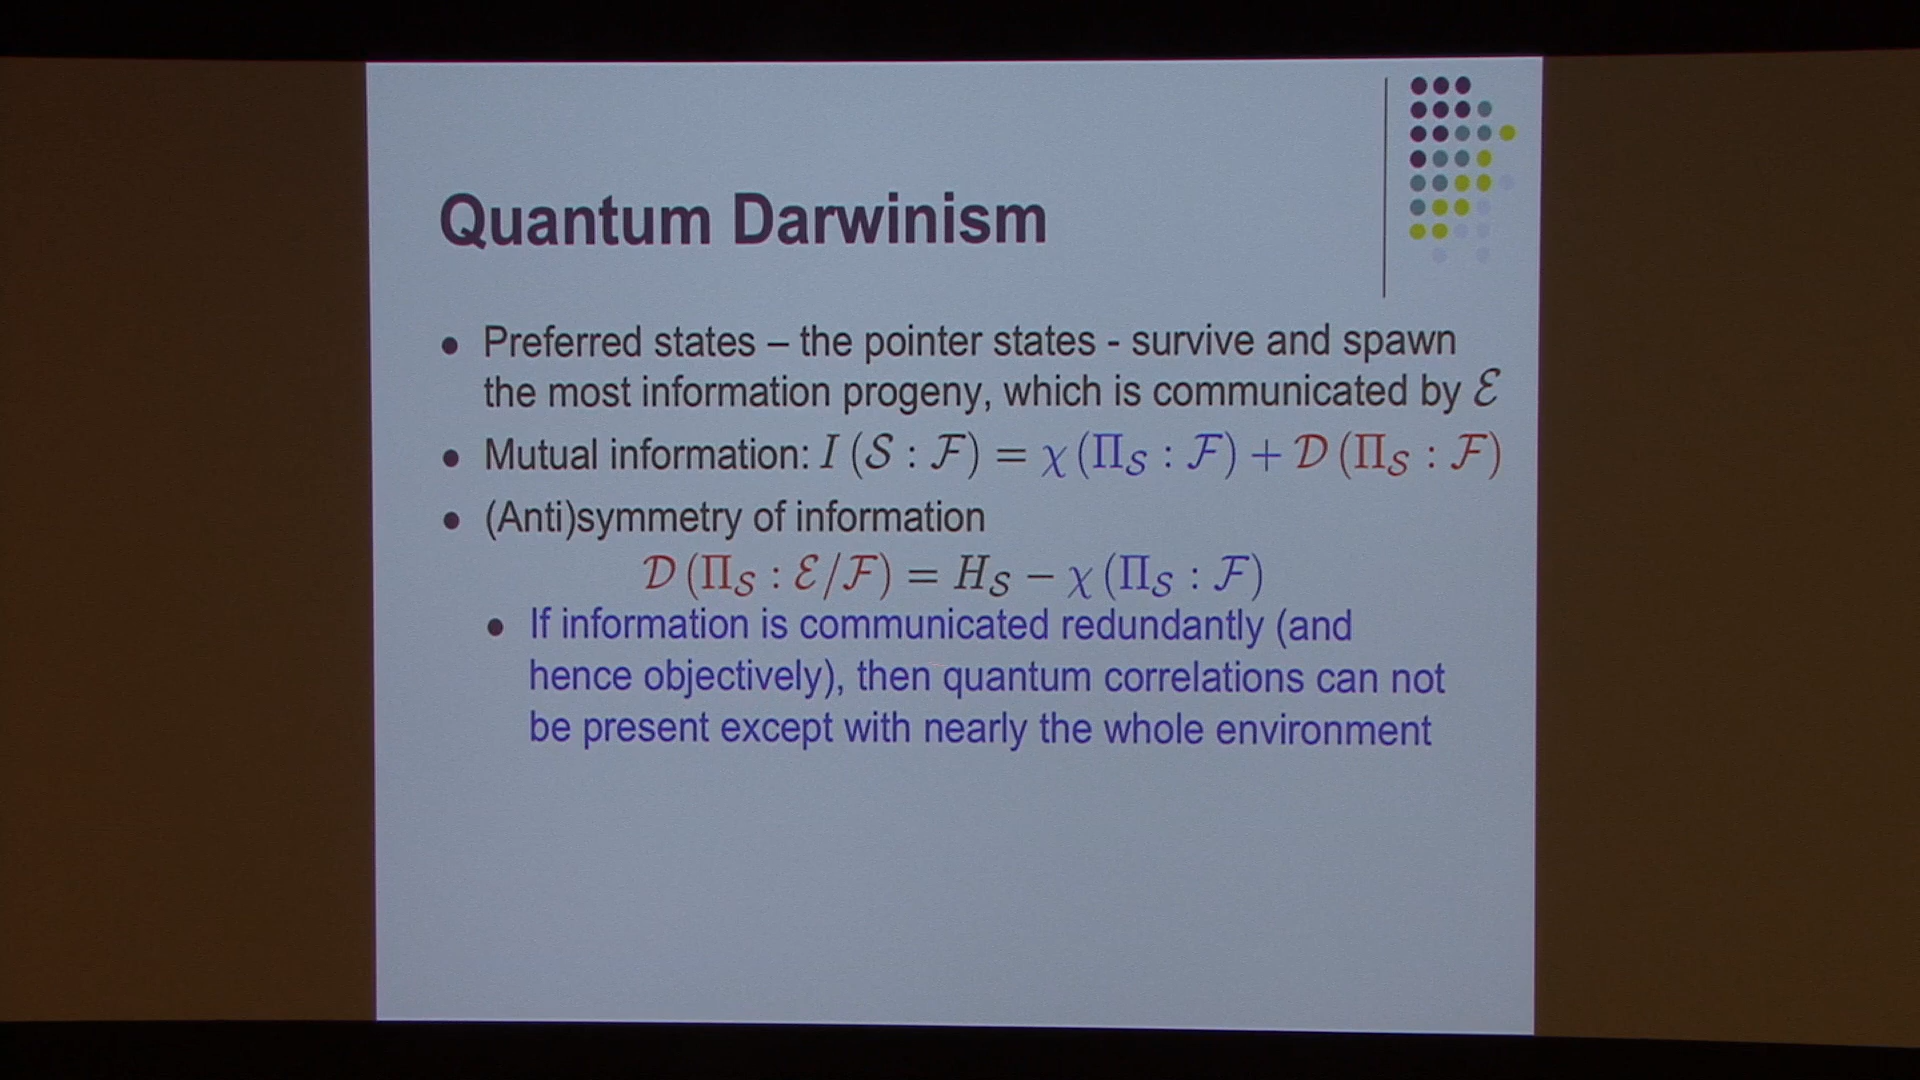 Quantum Darwinism
• Preferred states – the pointer states - survive and spawn
the most information progeny, which is communicated by ℰ
• Mutual information: I (𝒮 : ℱ) = χ (Π_𝒮 : ℱ) + 𝒟 (Π_𝒮 : ℱ)
• (Anti)symmetry of information
𝒟 (Π_𝒮 : ℰ/ℱ) = H_𝒮 − χ (Π_𝒮 : ℱ)
• If information is communicated redundantly (and
hence objectively), then quantum correlations can not
be present except with nearly the whole environment